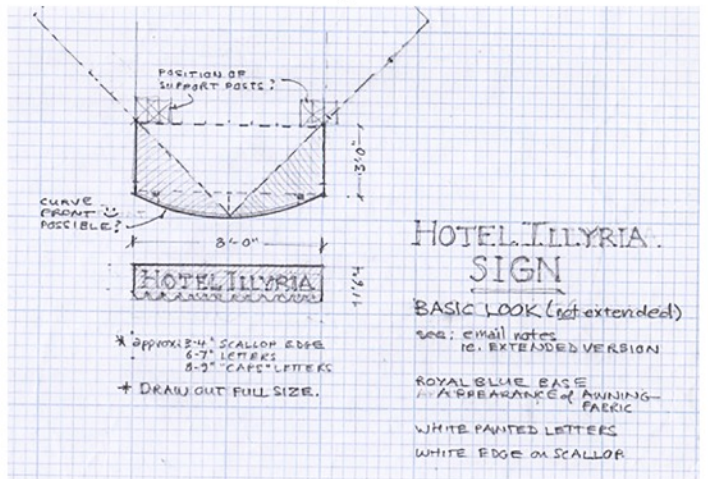 POSITION OF
SUPPORT POSTS?
3'-0"
CURVE
FRONT
POSSIBLE?
8'-0"
HOTEL ILLYRIA
* approx: 3-4" SCALLOP EDGE
6-7" LETTERS
8-9" "CAPS" LETTERS
* DRAW OUT FULL SIZE.
HOTEL ILLYRIA.
SIGN
BASIC LOOK (not extended)
see: email notes
re. EXTENDED VERSION
ROYAL BLUE BASE
APPEARANCE of AWNING
FABRIC
WHITE PAINTED LETTERS
WHITE EDGE on SCALLOP